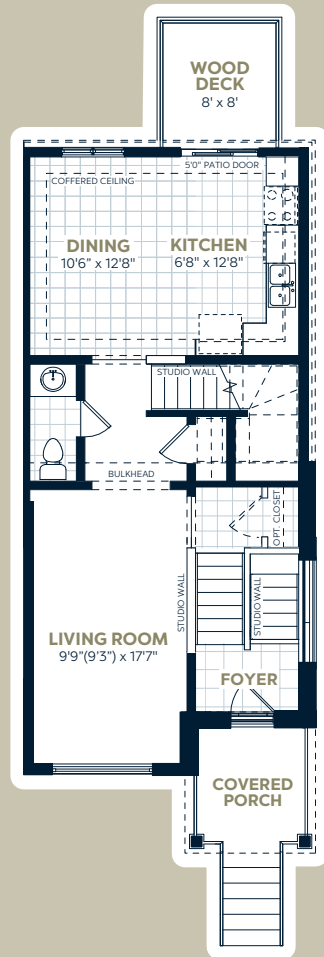 WOOD
DECK
8' x 8'
5'0" PATIO DOOR
COFFERED CEILING
DINING
10'6" x 12'8"
KITCHEN
6'8" x 12'8"
STUDIO WALL
BULKHEAD
OPT. CLOSET
STUDIO WALL
STUDIO WALL
LIVING ROOM
9'9"(9'3") x 17'7"
FOYER
COVERED
PORCH